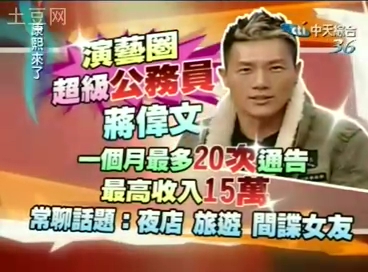 土豆网
康熙來了
cti 中天綜合
36
演藝圈
超級公務員
蔣偉文
一個月最多20次通告
最高收入15萬
常聊話題：夜店 旅遊 間諜女友